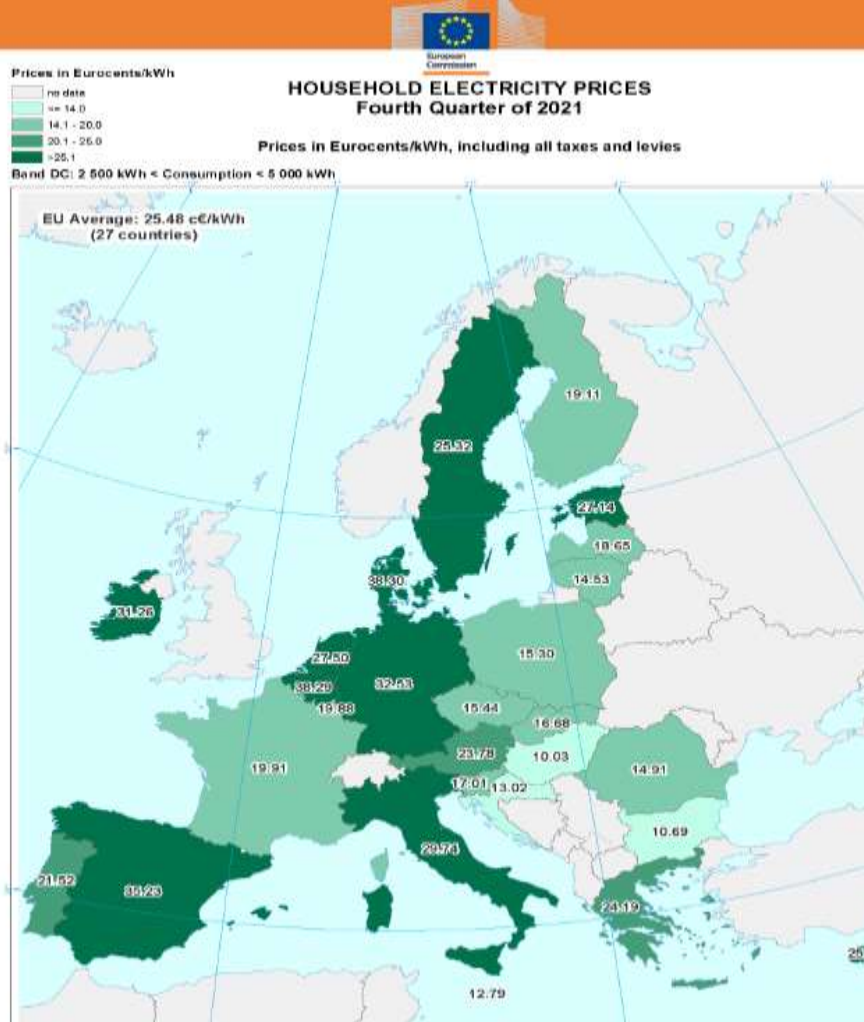 European
Commission
Prices in Eurocents/kWh
no data
<= 14.0
14.1 - 20.0
20.1 - 25.0
>25.1
HOUSEHOLD ELECTRICITY PRICES
Fourth Quarter of 2021
Prices in Eurocents/kWh, including all taxes and levies
Band DC: 2 500 kWh < Consumption < 5 000 kWh
EU Average: 25.48 c€/kWh
(27 countries)
19.11
25.32
27.14
18.65
14.53
38.30
31.26
27.50
15.30
38.29
32.53
19.88
15.44
16.68
23.78
10.03
19.91
14.91
17.01
13.02
10.69
29.74
21.52
35.23
24.19
25
12.79